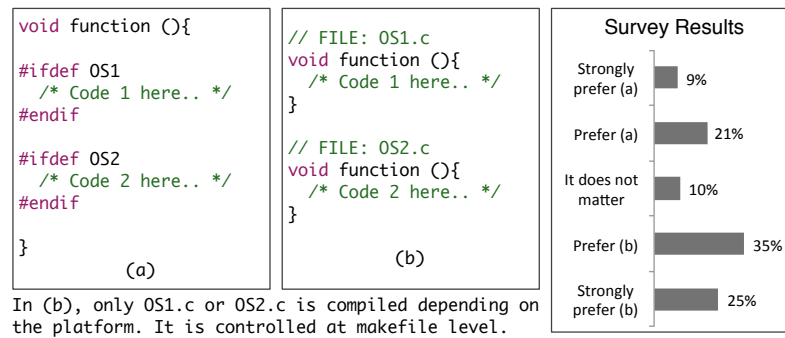 void function (){
#ifdef OS1
/* Code 1 here.. */
#endif
#ifdef OS2
/* Code 2 here.. */
#endif
}
(a)
// FILE: OS1.c
void function (){
/* Code 1 here.. */
}
// FILE: OS2.c
void function (){
/* Code 2 here.. */
}
(b)
In (b), only OS1.c or OS2.c is compiled depending on
the platform. It is controlled at makefile level.
Survey Results
Strongly
prefer (a)
9%
Prefer (a)
21%
It does not
matter
10%
Prefer (b)
35%
Strongly
prefer (b)
25%